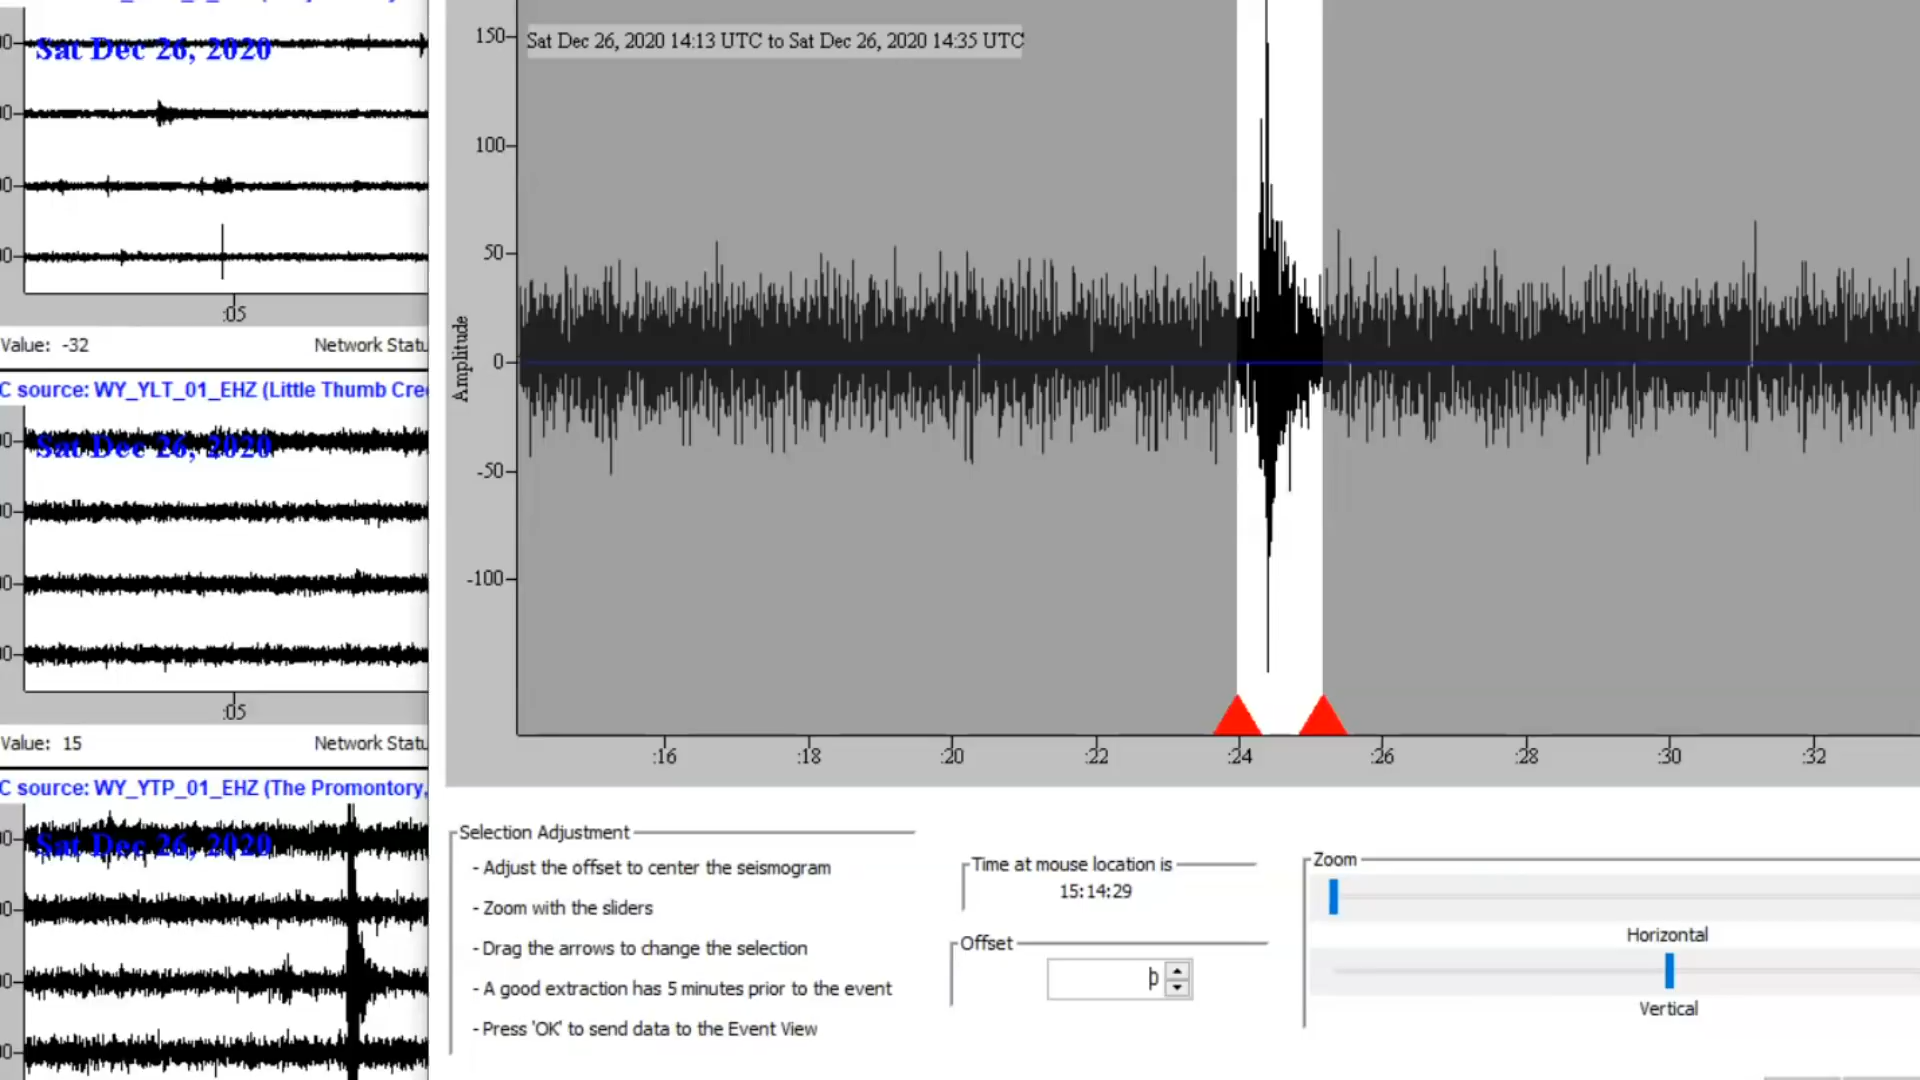 Sat Dec 26, 2020
:05
Value: -32
Network Statu
C source: WY_YLT_01_EHZ (Little Thumb Cree
Sat Dec 26, 2020
:05
Value: 15
Network Statu
C source: WY_YTP_01_EHZ (The Promontory,
Sat Dec 26, 2020
Sat Dec 26, 2020 14:13 UTC to Sat Dec 26, 2020 14:35 UTC
Amplitude
150
100
50
0
-50
-100
:16 :18 :20 :22 :24 :26 :28 :30 :32
Selection Adjustment
- Adjust the offset to center the seismogram
- Zoom with the sliders
- Drag the arrows to change the selection
- A good extraction has 5 minutes prior to the event
- Press 'OK' to send data to the Event View
Time at mouse location is
15:14:29
Offset
0
Zoom
Horizontal
Vertical